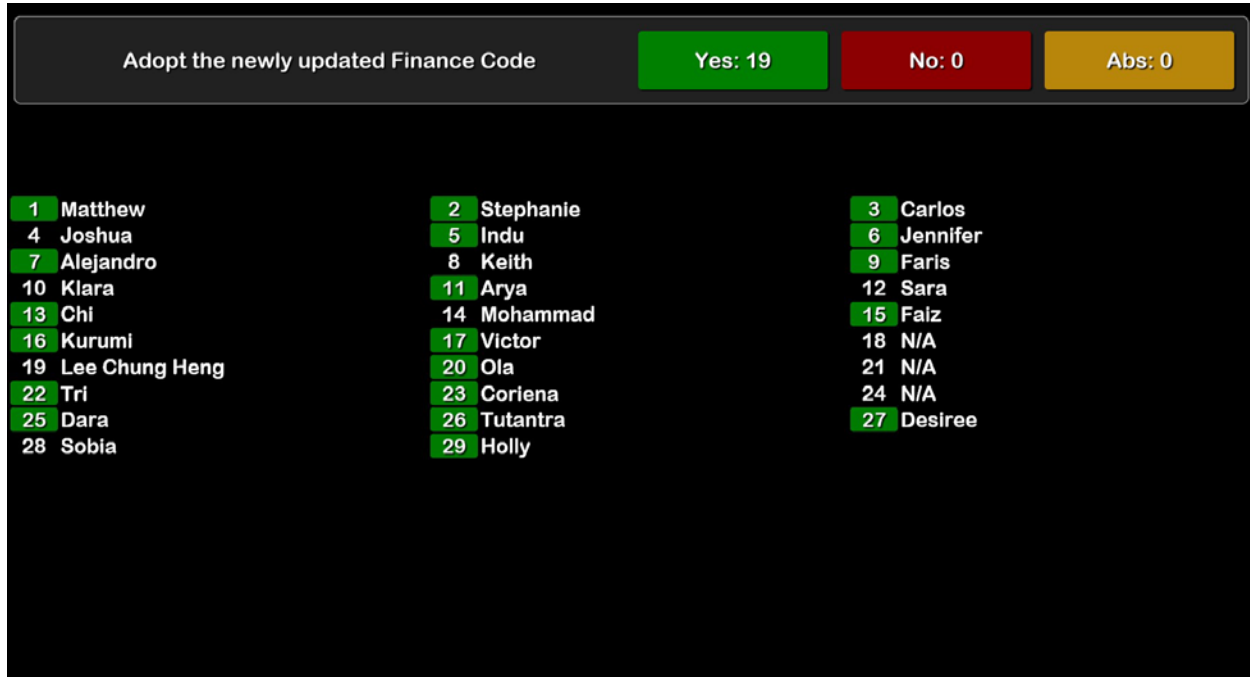 Adopt the newly updated Finance Code Yes: 19 No: 0 Abs: 0
1 Matthew 2 Stephanie 3 Carlos
4 Joshua 5 Indu 6 Jennifer
7 Alejandro 8 Keith 9 Faris
10 Klara 11 Arya 12 Sara
13 Chi 14 Mohammad 15 Faiz
16 Kurumi 17 Victor 18 N/A
19 Lee Chung Heng 20 Ola 21 N/A
22 Tri 23 Coriena 24 N/A
25 Dara 26 Tutantra 27 Desiree
28 Sobia 29 Holly